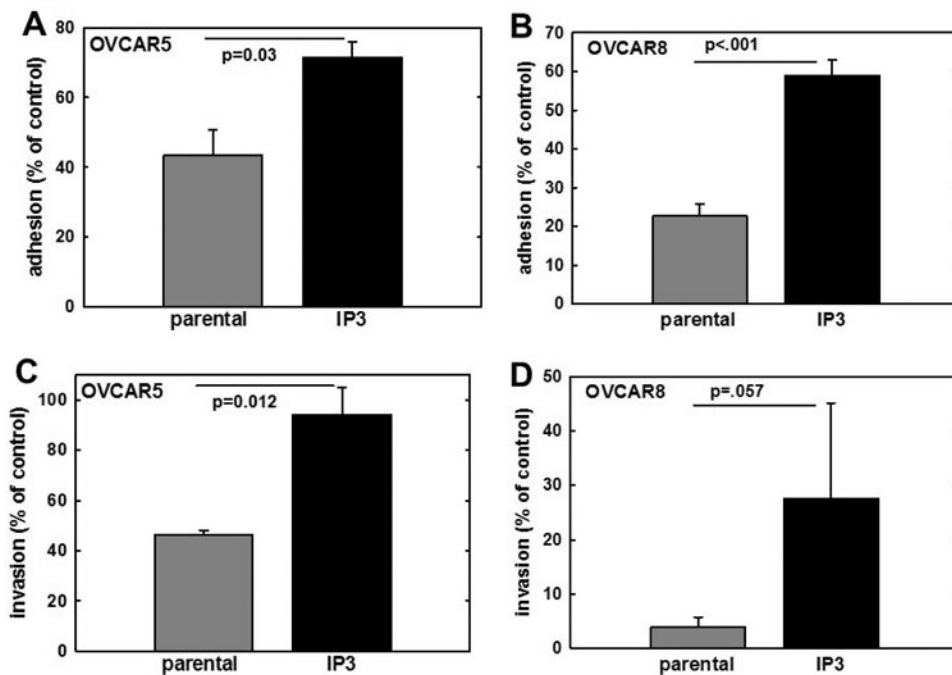 A
OVCAR5
p=0.03
adhesion (% of control)
80
60
40
20
0
parental
IP3
B
OVCAR8
p<.001
adhesion (% of control)
70
60
50
40
30
20
10
0
parental
IP3
C
OVCAR5
p=0.012
Invasion (% of control)
100
80
60
40
20
0
parental
IP3
D
OVCAR8
p=.057
invasion (% of control)
50
40
30
20
10
0
parental
IP3